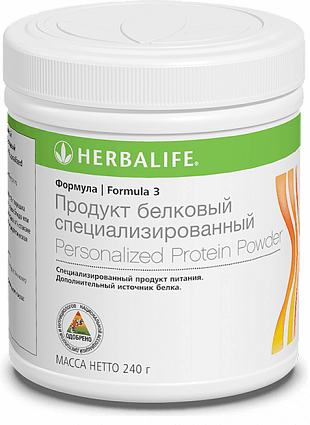 HERBALIFE®
Формула | Formula 3
Продукт белковый
специализированный
Personalized Protein Powder
Специализированный продукт питания.
Дополнительный источник белка.
ОДОБРЕНО
МАССА НЕТТО 240 г